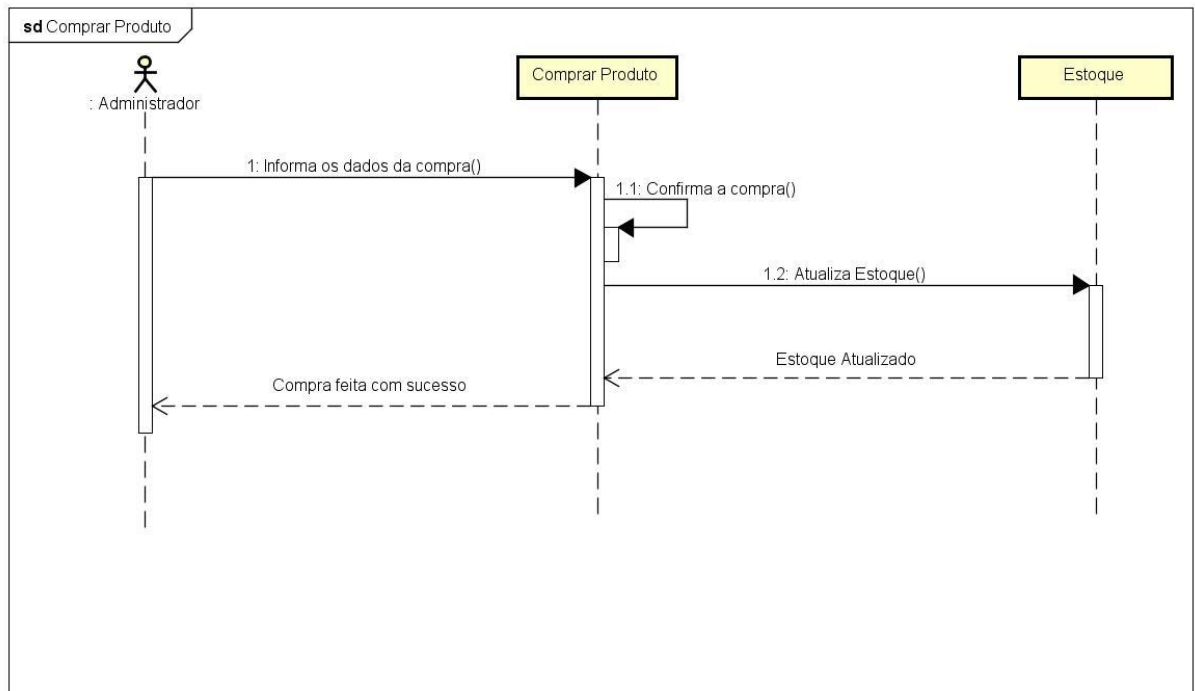 sd Comprar Produto
: Administrador
Comprar Produto
Estoque
1: Informa os dados da compra()
1.1: Confirma a compra()
1.2: Atualiza Estoque()
Estoque Atualizado
Compra feita com sucesso